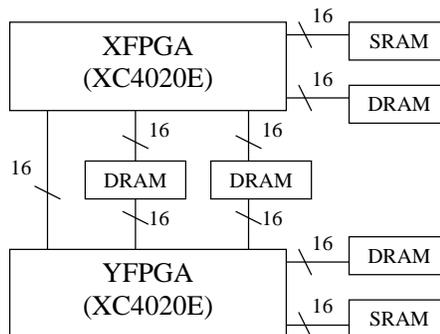 16
XFPGA
SRAM
(XC4020E)
16
DRAM
16
16
16
DRAM
DRAM
16
16
16
DRAM
YFPGA
(XC4020E)
16
SRAM